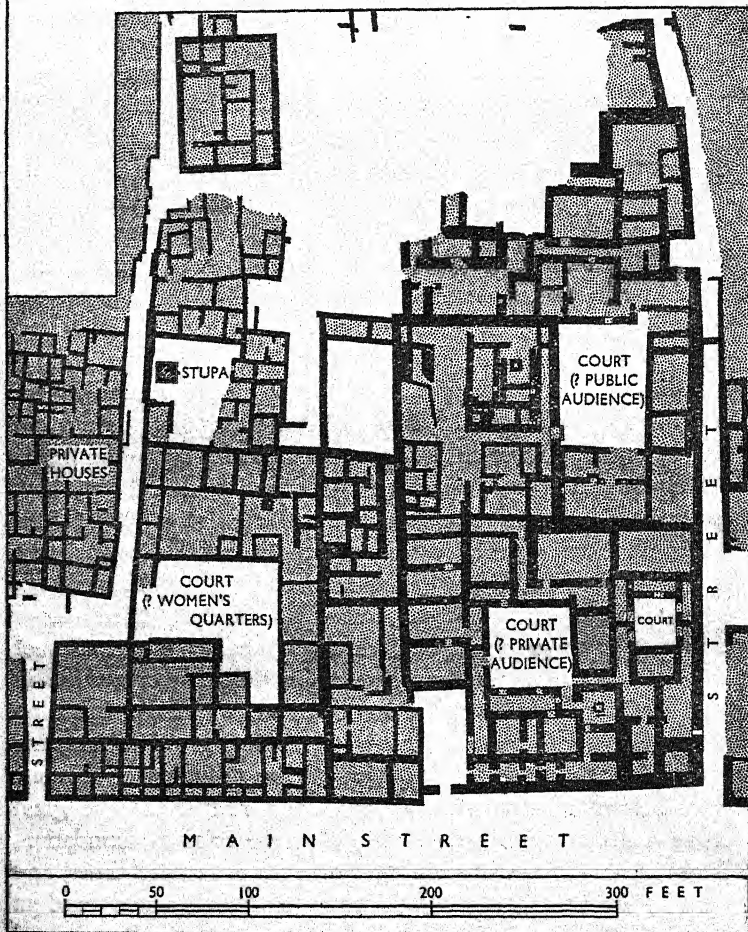 STUPA
COURT
(? PUBLIC
AUDIENCE)
PRIVATE
HOUSES
COURT
(? WOMEN'S
QUARTERS)
COURT
(? PRIVATE
AUDIENCE)
COURT
STREET
STREET
MAIN STREET
0 50 100 200 300 FEET